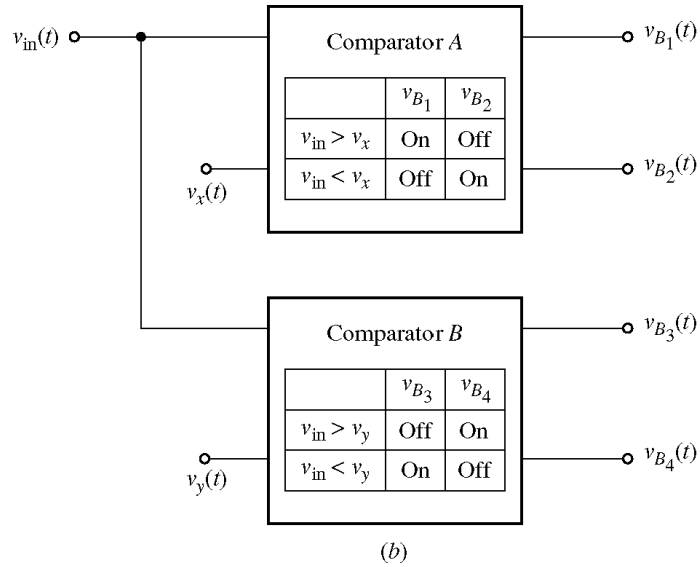 v_in(t)
Comparator A
v_B1(t)
v_B1 v_B2
v_in > v_x On Off
v_in < v_x Off On
v_x(t)
v_B2(t)
Comparator B
v_B3(t)
v_B3 v_B4
v_in > v_y Off On
v_in < v_y On Off
v_y(t)
v_B4(t)
(b)